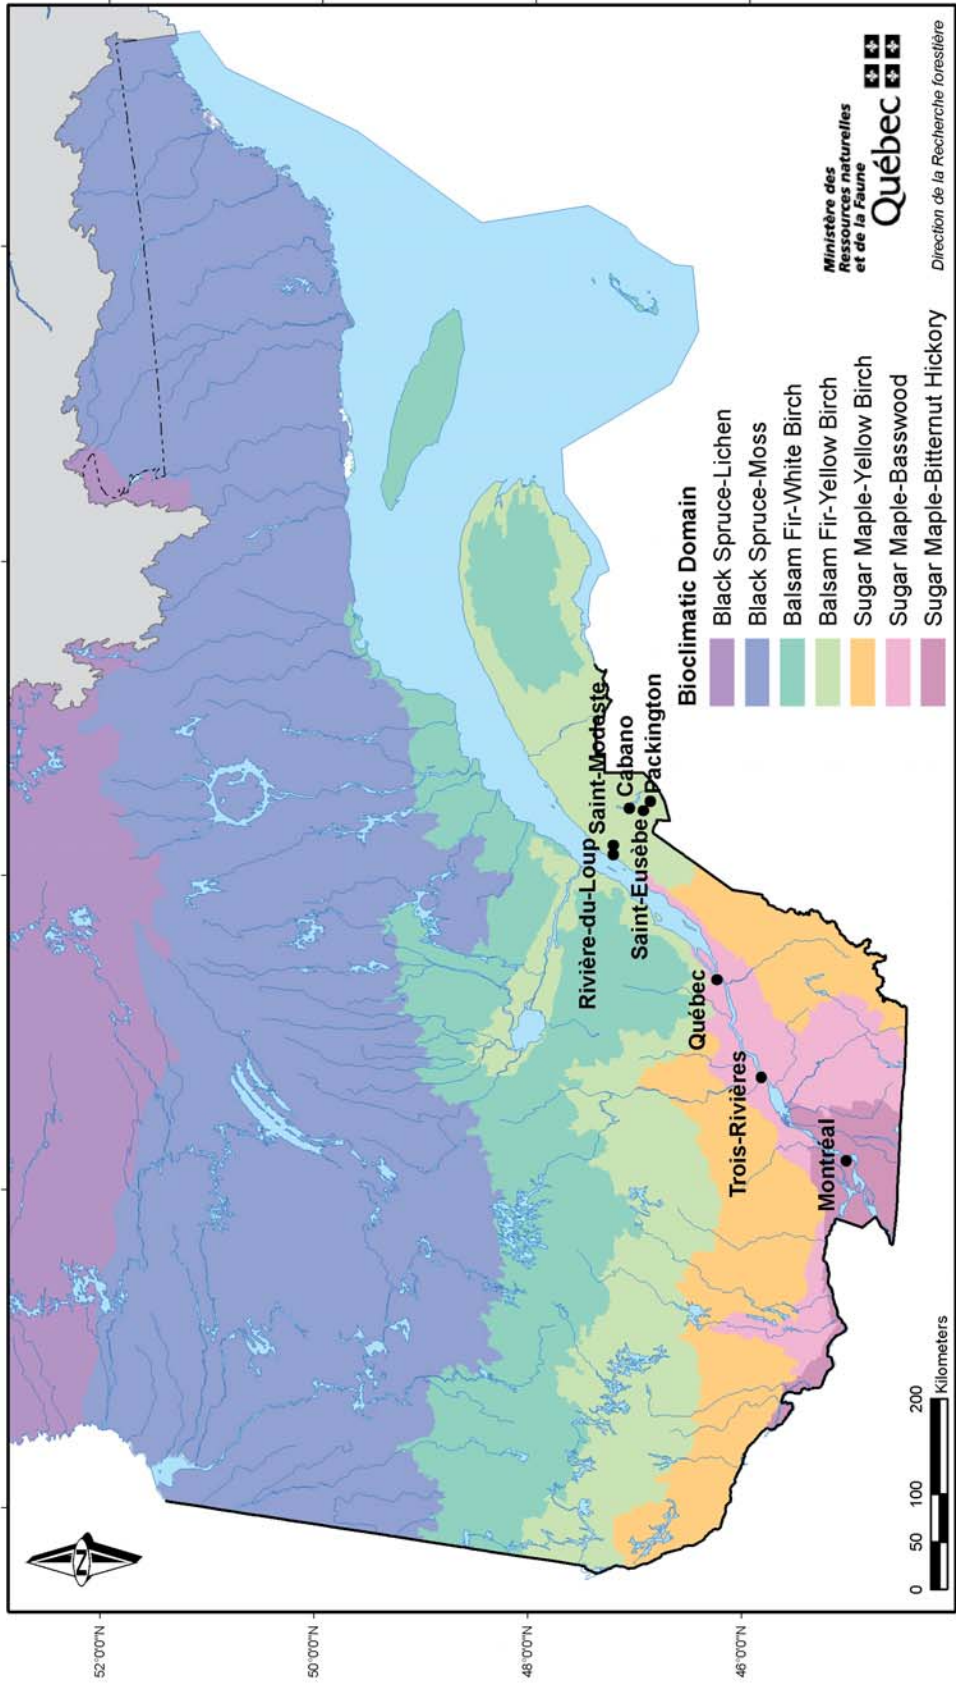 N
52°0'0"N
50°0'0"N
48°0'0"N
46°0'0"N
Saint-Modeste
Cabano
Packington
Rivière-du-Loup
Saint-Eusèbe
Québec
Trois-Rivières
Montréal
Bioclimatic Domain
Black Spruce-Lichen
Black Spruce-Moss
Balsam Fir-White Birch
Balsam Fir-Yellow Birch
Sugar Maple-Yellow Birch
Sugar Maple-Basswood
Sugar Maple-Bitternut Hickory
0 50 100 200
Kilometers
Ministère des
Ressources naturelles
et de la Faune
Québec
Direction de la Recherche forestière